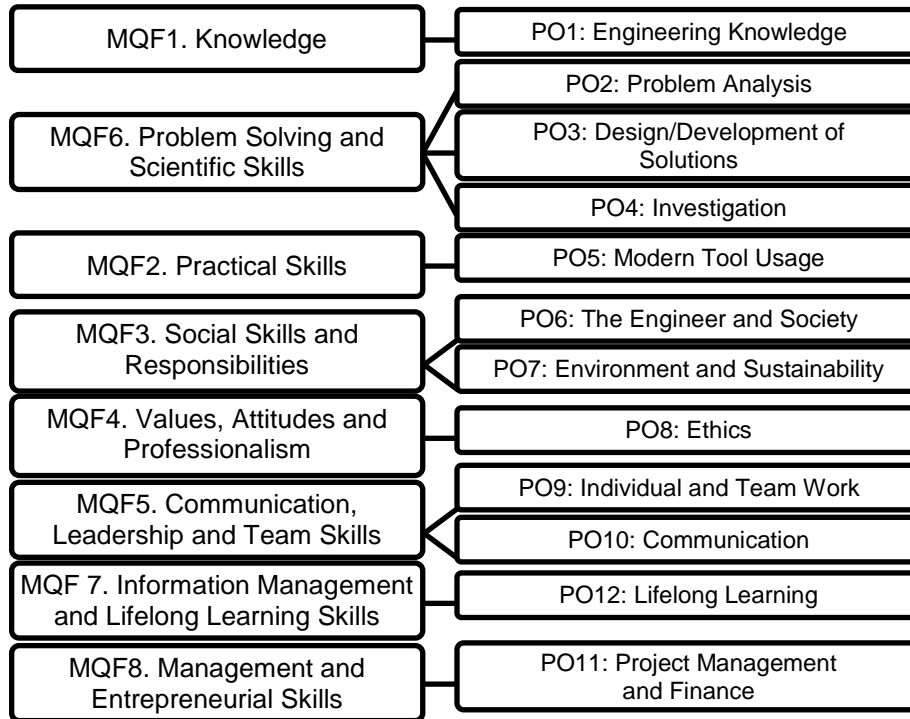 MQF1. Knowledge
PO1: Engineering Knowledge
PO2: Problem Analysis
MQF6. Problem Solving and
Scientific Skills
PO3: Design/Development of
Solutions
PO4: Investigation
MQF2. Practical Skills
PO5: Modern Tool Usage
MQF3. Social Skills and
Responsibilities
PO6: The Engineer and Society
PO7: Environment and Sustainability
MQF4. Values, Attitudes and
Professionalism
PO8: Ethics
MQF5. Communication,
Leadership and Team Skills
PO9: Individual and Team Work
PO10: Communication
MQF 7. Information Management
and Lifelong Learning Skills
PO12: Lifelong Learning
MQF8. Management and
Entrepreneurial Skills
PO11: Project Management
and Finance